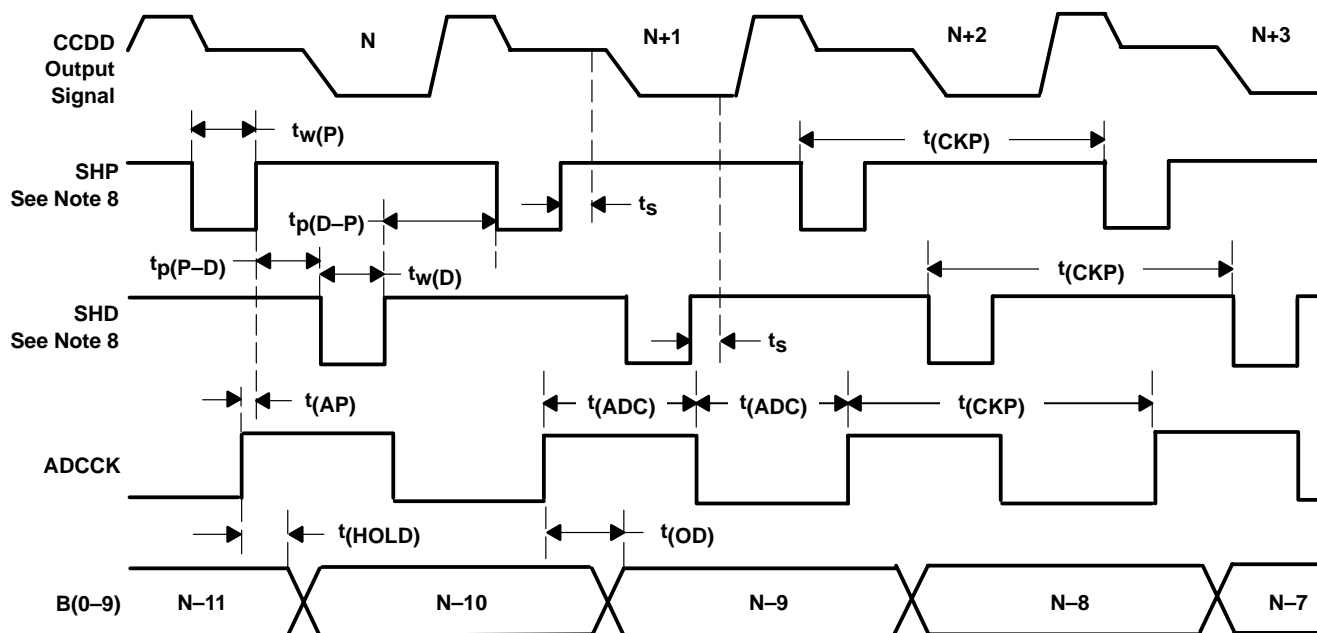 CCDD
Output
Signal
N
N+1
N+2
N+3
tw(P)
t(CKP)
SHP
See Note 8
tS
tp(D–P)
tp(P–D)
tw(D)
t(CKP)
SHD
See Note 8
tS
t(AP)
t(ADC)
t(ADC)
t(CKP)
ADCCK
t(HOLD)
t(OD)
B(0–9)
N–11
N–10
N–9
N–8
N–7